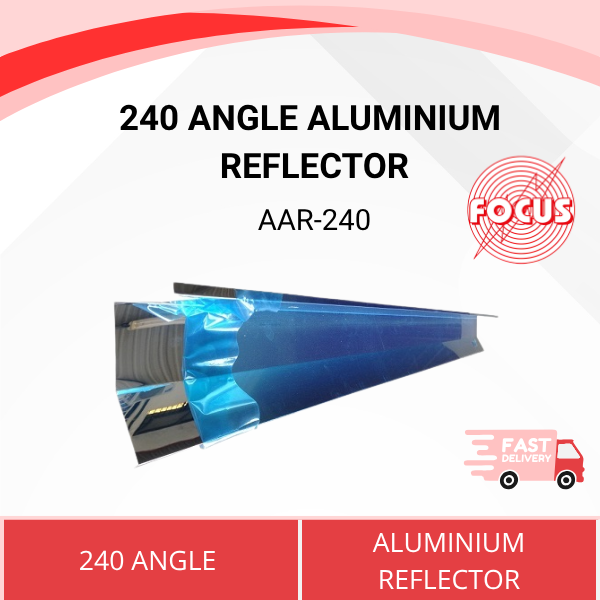 240 ANGLE ALUMINIUM
REFLECTOR
AAR-240
FOCUS
FAST
DELIVERY
240 ANGLE
ALUMINIUM
REFLECTOR